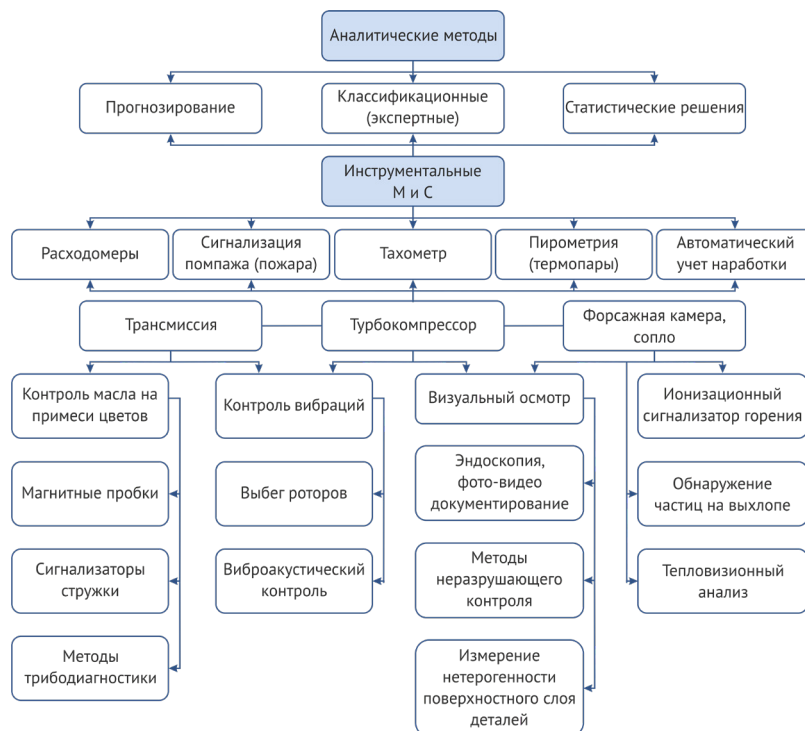 Аналитические методы
Прогнозирование
Классификационные
(экспертные)
Статистические решения
Инструментальные
М и С
Расходомеры
Сигнализация
помпажа (пожара)
Тахометр
Пирометрия
(термопары)
Автоматический
учет наработки
Трансмиссия
Турбокомпрессор
Форсажная камера,
сопло
Контроль масла на
примеси цветов
Контроль вибраций
Визуальный осмотр
Ионизационный
сигнализатор горения
Магнитные пробки
Выбег роторов
Эндоскопия,
фото-видео
документирование
Обнаружение
частиц на выхлопе
Сигнализаторы
стружки
Виброакустический
контроль
Методы
неразрушающего
контроля
Тепловизионный
анализ
Методы
трибодиагностики
Измерение
нетерогенности
поверхностного слоя
деталей